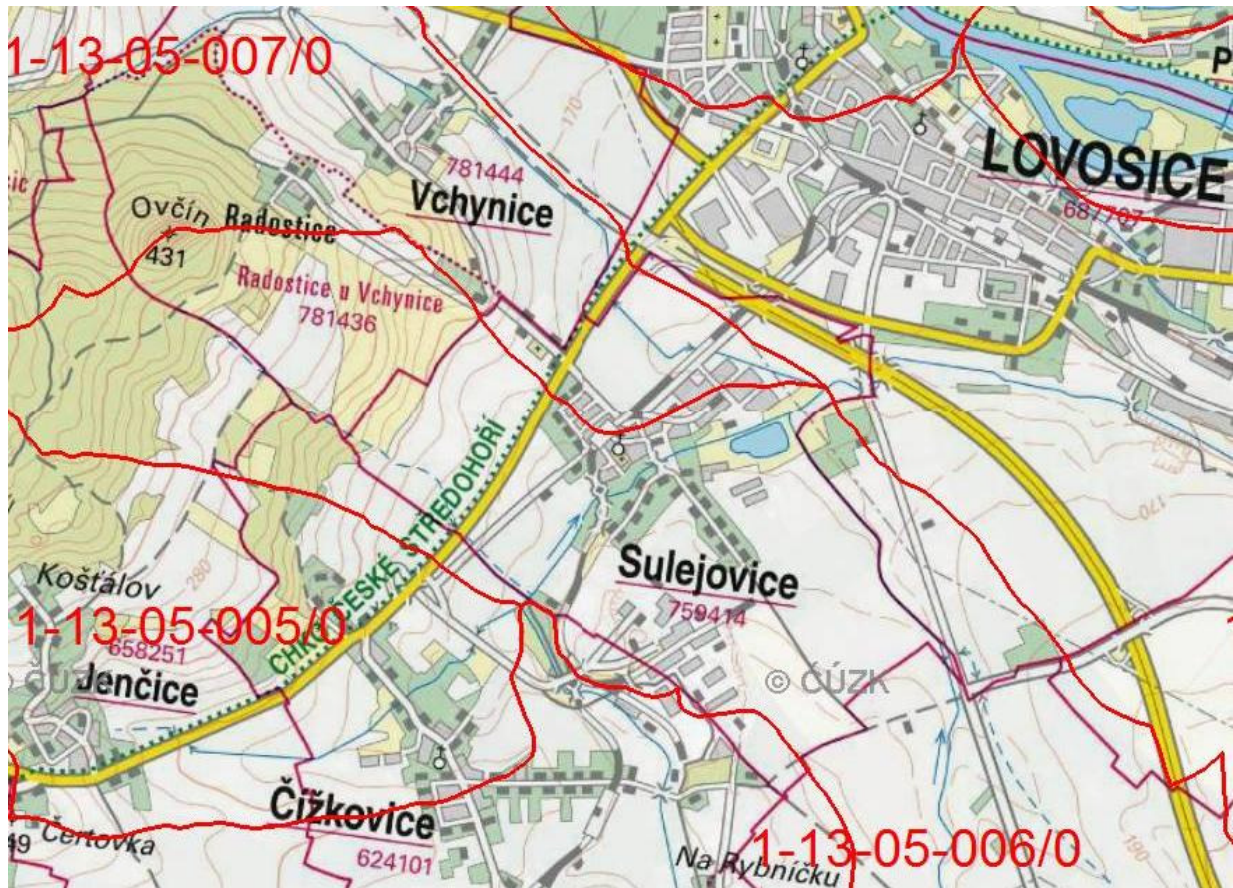 1-13-05-007/0
P
LOVOSICE
687707
781444
Vchynice
Ovčín
431
Radostice
Radostice u Vchynice
781436
170
CHKO ČESKÉ STŘEDOHOŘÍ
Sulejovice
759414
170
Košťálov
280
1-13-05-005/0
658251
Jenčice
© ČÚZK
Čížkovice
624101
Čertovka
Na Rybníčku
1-13-05-006/0
190